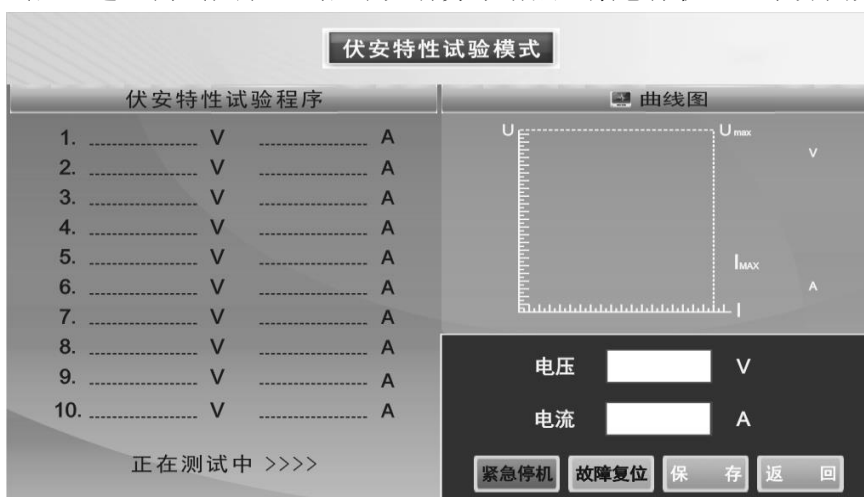 伏安特性试验模式
伏安特性试验程序
1. V A
2. V A
3. V A
4. V A
5. V A
6. V A
7. V A
8. V A
9. V A
10. V A
正在测试中 >>>>
曲线图
U Umax
V
IMAX
A
I
电压 V
电流 A
紧急停机 故障复位 保 存 返 回